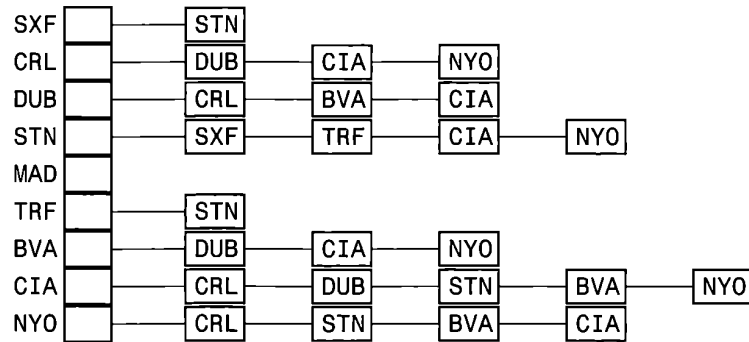 SXF STN
CRL DUB CIA NYO
DUB CRL BVA CIA
STN SXF TRF CIA NYO
MAD
TRF STN
BVA DUB CIA NYO
CIA CRL DUB STN BVA NYO
NYO CRL STN BVA CIA